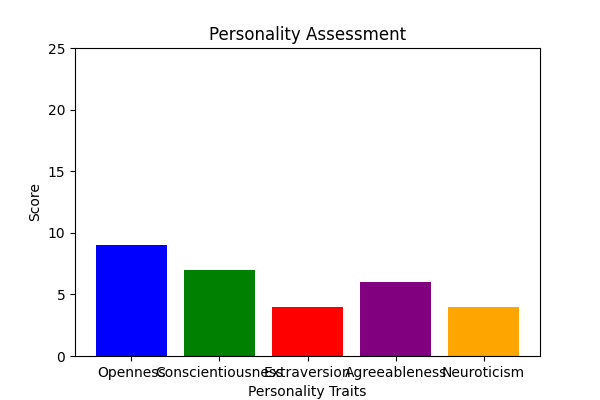 Personality Assessment
25
20
15
10
5
0
Score
Openness Conscientiousness Extraversion Agreeableness Neuroticism
Personality Traits